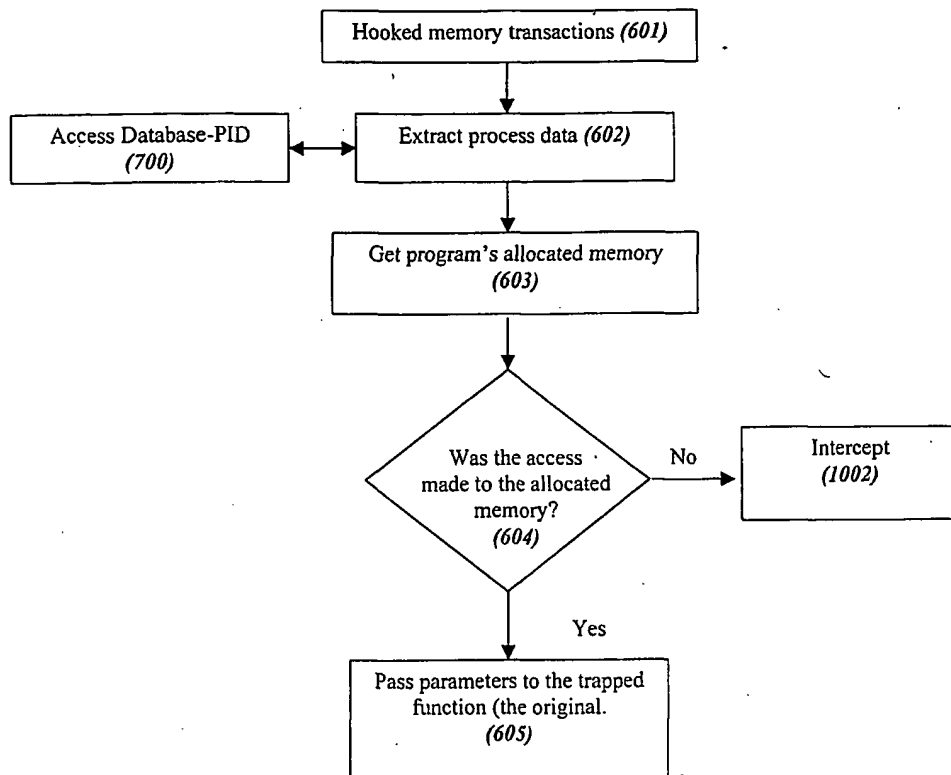 Hooked memory transactions (601)
Access Database-PID
(700)
Extract process data (602)
Get program's allocated memory
(603)
Was the access
made to the allocated
memory?
(604)
No
Intercept
(1002)
Yes
Pass parameters to the trapped
function (the original.
(605)